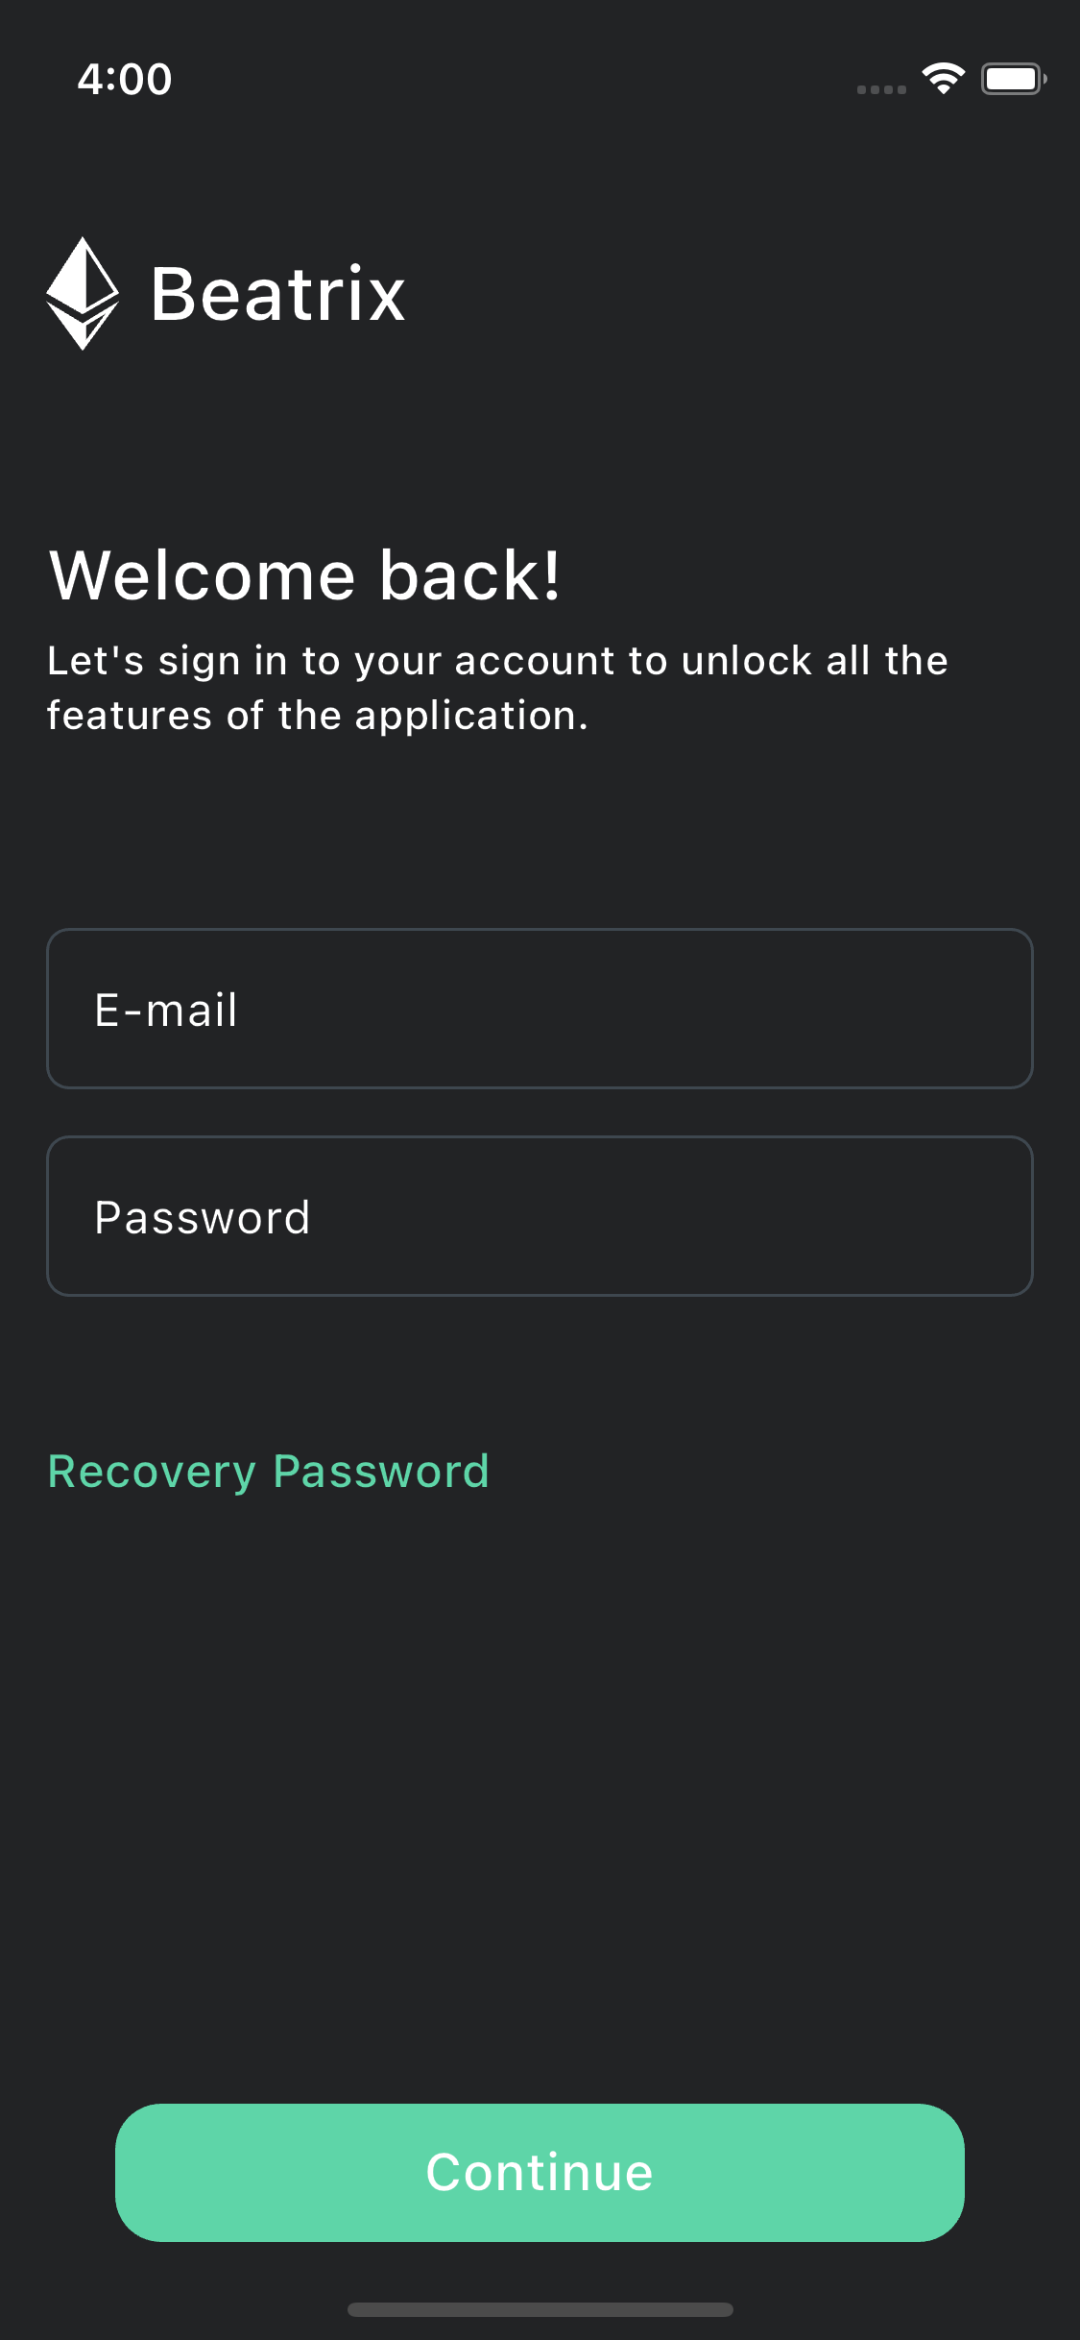 4:00
Beatrix
Welcome back!
Let's sign in to your account to unlock all the
features of the application.
E-mail
Password
Recovery Password
Continue